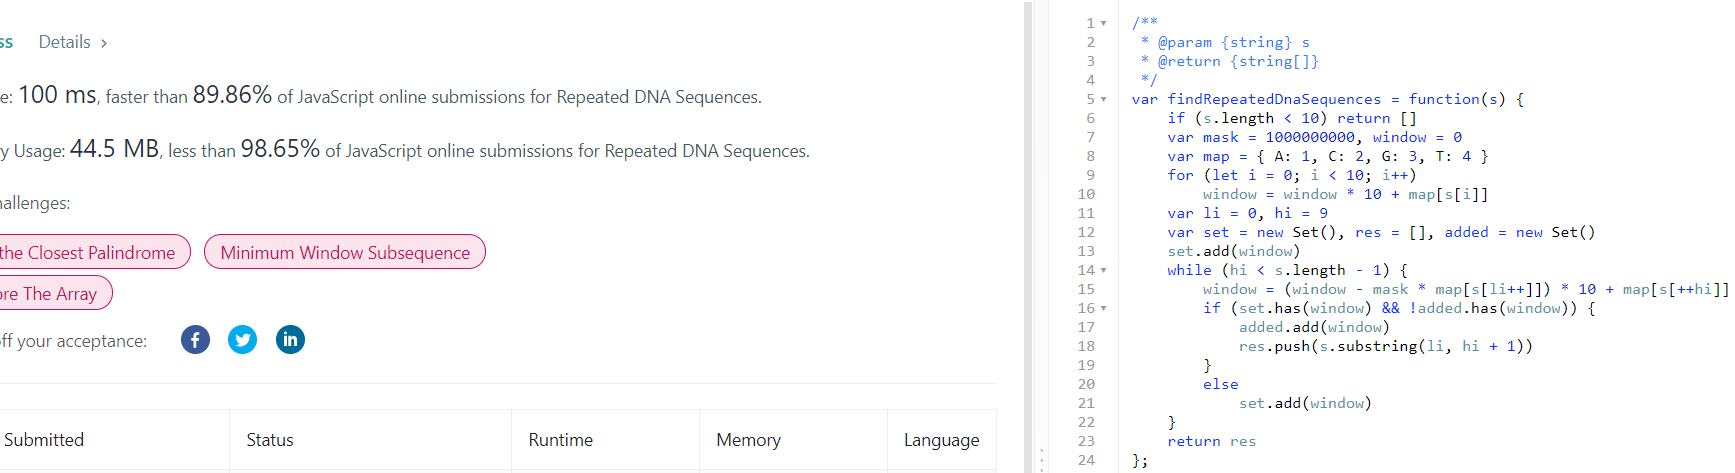 ss Details >
e: 100 ms, faster than 89.86% of JavaScript online submissions for Repeated DNA Sequences.
y Usage: 44.5 MB, less than 98.65% of JavaScript online submissions for Repeated DNA Sequences.
hallenges:
the Closest Palindrome Minimum Window Subsequence
ore The Array
ff your acceptance:
Submitted Status Runtime Memory Language
1 /**
2 * @param {string} s
3 * @return {string[]}
4 */
5 var findRepeatedDnaSequences = function(s) {
6 if (s.length < 10) return []
7 var mask = 1000000000, window = 0
8 var map = { A: 1, C: 2, G: 3, T: 4 }
9 for (let i = 0; i < 10; i++)
10 window = window * 10 + map[s[i]]
11 var li = 0, hi = 9
12 var set = new Set(), res = [], added = new Set()
13 set.add(window)
14 while (hi < s.length - 1) {
15 window = (window - mask * map[s[li++]]) * 10 + map[s[++hi]]
16 if (set.has(window) && !added.has(window)) {
17 added.add(window)
18 res.push(s.substring(li, hi + 1))
19 }
20 else
21 set.add(window)
22 }
23 return res
24 };